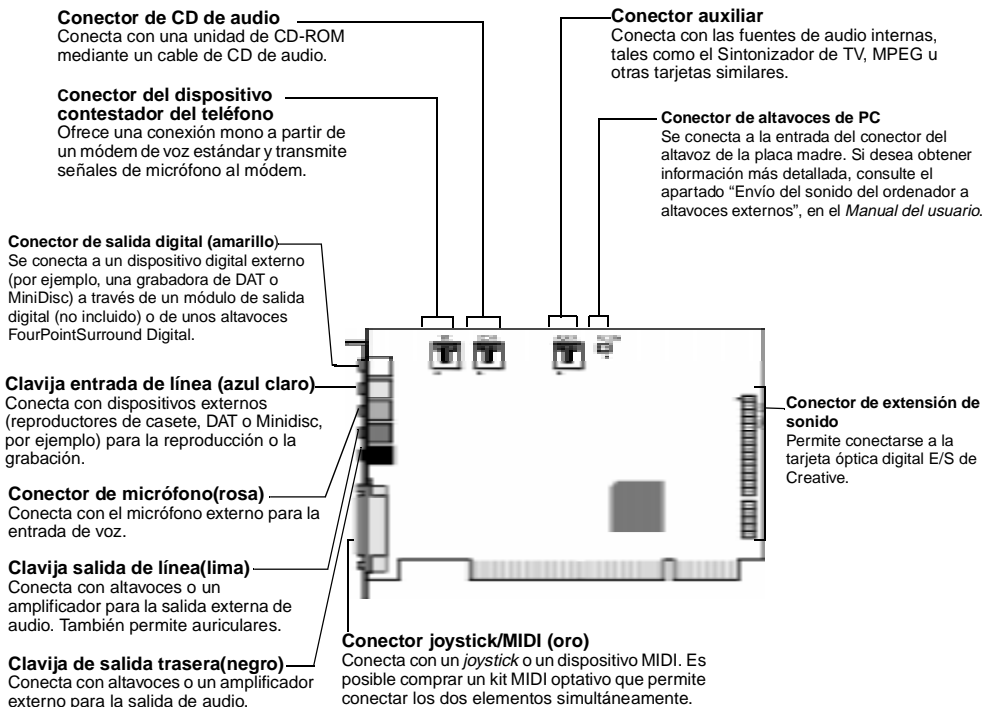 Conector de CD de audio
Conecta con una unidad de CD-ROM
mediante un cable de CD de audio.
Conector del dispositivo
contestador del teléfono
Ofrece una conexión mono a partir de
un módem de voz estándar y transmite
señales de micrófono al módem.
Conector auxiliar
Conecta con las fuentes de audio internas,
tales como el Sintonizador de TV, MPEG u
otras tarjetas similares.
Conector de altavoces de PC
Se conecta a la entrada del conector del
altavoz de la placa madre. Si desea obtener
información más detallada, consulte el
apartado “Envío del sonido del ordenador a
altavoces externos”, en el Manual del usuario.
Conector de salida digital (amarillo)
Se conecta a un dispositivo digital externo
(por ejemplo, una grabadora de DAT o
MiniDisc) a través de un módulo de salida
digital (no incluido) o de unos altavoces
FourPointSurround Digital.
Clavija entrada de línea (azul claro)
Conecta con dispositivos externos
(reproductores de casete, DAT o Minidisc,
por ejemplo) para la reproducción o la
grabación.
Conector de micrófono(rosa)
Conecta con el micrófono externo para la
entrada de voz.
Clavija salida de línea(lima)
Conecta con altavoces o un
amplificador para la salida externa de
audio. También permite auriculares.
Clavija de salida trasera(negro)
Conecta con altavoces o un amplificador
externo para la salida de audio.
Conector joystick/MIDI (oro)
Conecta con un joystick o un dispositivo MIDI. Es
posible comprar un kit MIDI optativo que permite
conectar los dos elementos simultáneamente.
Conector de extensión de
sonido
Permite conectarse a la
tarjeta óptica digital E/S de
Creative.